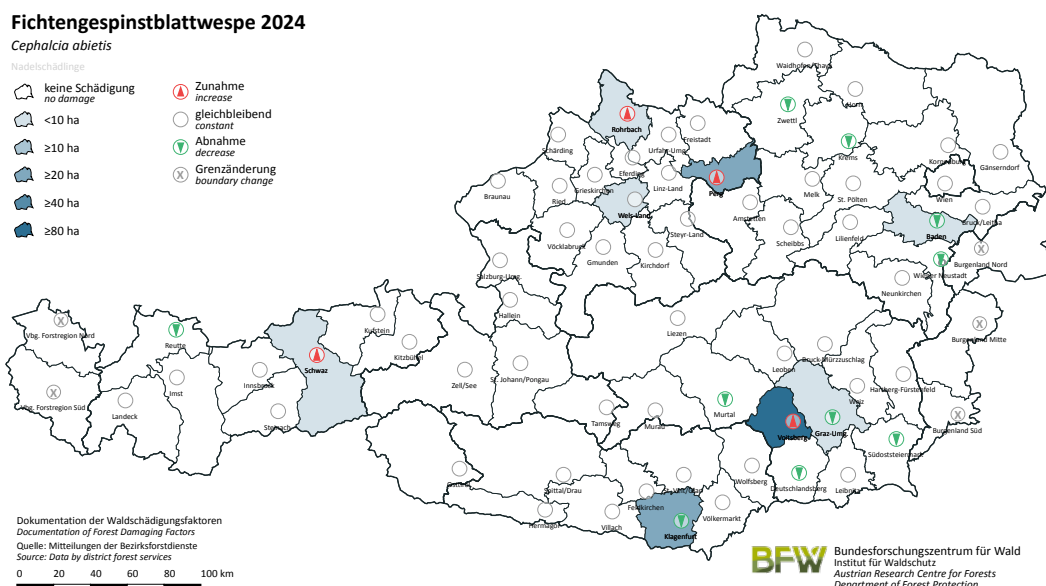 Fichtengespinstblattwespe 2024
Cephalcia abietis
Nadelschädlinge
keine Schädigung
no damage
<10 ha
≥10 ha
≥20 ha
≥40 ha
≥80 ha
Zunahme
increase
gleichbleibend
constant
Abnahme
decrease
Grenzänderung
boundary change
X
Waidhofen/Thaya
Horn
Zwettl
Rohrbach
Freistadt
Krems
Schärding
Urfahr-Umg.
Korneuburg
Gänserndorf
Eferding
Grieskirchen
Linz-Land
Perg
Melk
St. Pölten
Wien
Braunau
Ried
Wels-Land
Amstetten
Bruck/Leitha
Vöcklabruck
Steyr-Land
Scheibbs
Lilienfeld
Baden
Gmunden
Kirchdorf
X
Burgenland Nord
Salzburg-Umg.
Wiener Neustadt
Neunkirchen
Hallein
Liezen
X
Vbg. Forstregion Nord
Reutte
Kufstein
X
Burgenland Mitte
Kitzbühel
Schwaz
Innsbruck
Zell/See
St. Johann/Pongau
Leoben
Bruck-Mürzzuschlag
Hartberg-Fürstenfeld
Weiz
X
Vbg. Forstregion Süd
Landeck
Imst
Steinach
Tamsweg
Murau
Murtal
Voitsberg
Graz-Umg.
X
Burgenland Süd
Südoststeiermark
Osttirol
Spittal/Drau
St. Veit/Glan
Wolfsberg
Deutschlandsberg
Leibnitz
Hermagor
Villach
Feldkirchen
Klagenfurt
Völkermarkt
Dokumentation der Waldschädigungsfaktoren
Documentation of Forest Damaging Factors
Quelle: Mitteilungen der Bezirksforstdienste
Source: Data by district forest services
0 20 40 60 80 100 km
BFW
Bundesforschungszentrum für Wald
Institut für Waldschutz
Austrian Research Centre for Forests
Department of Forest Protection